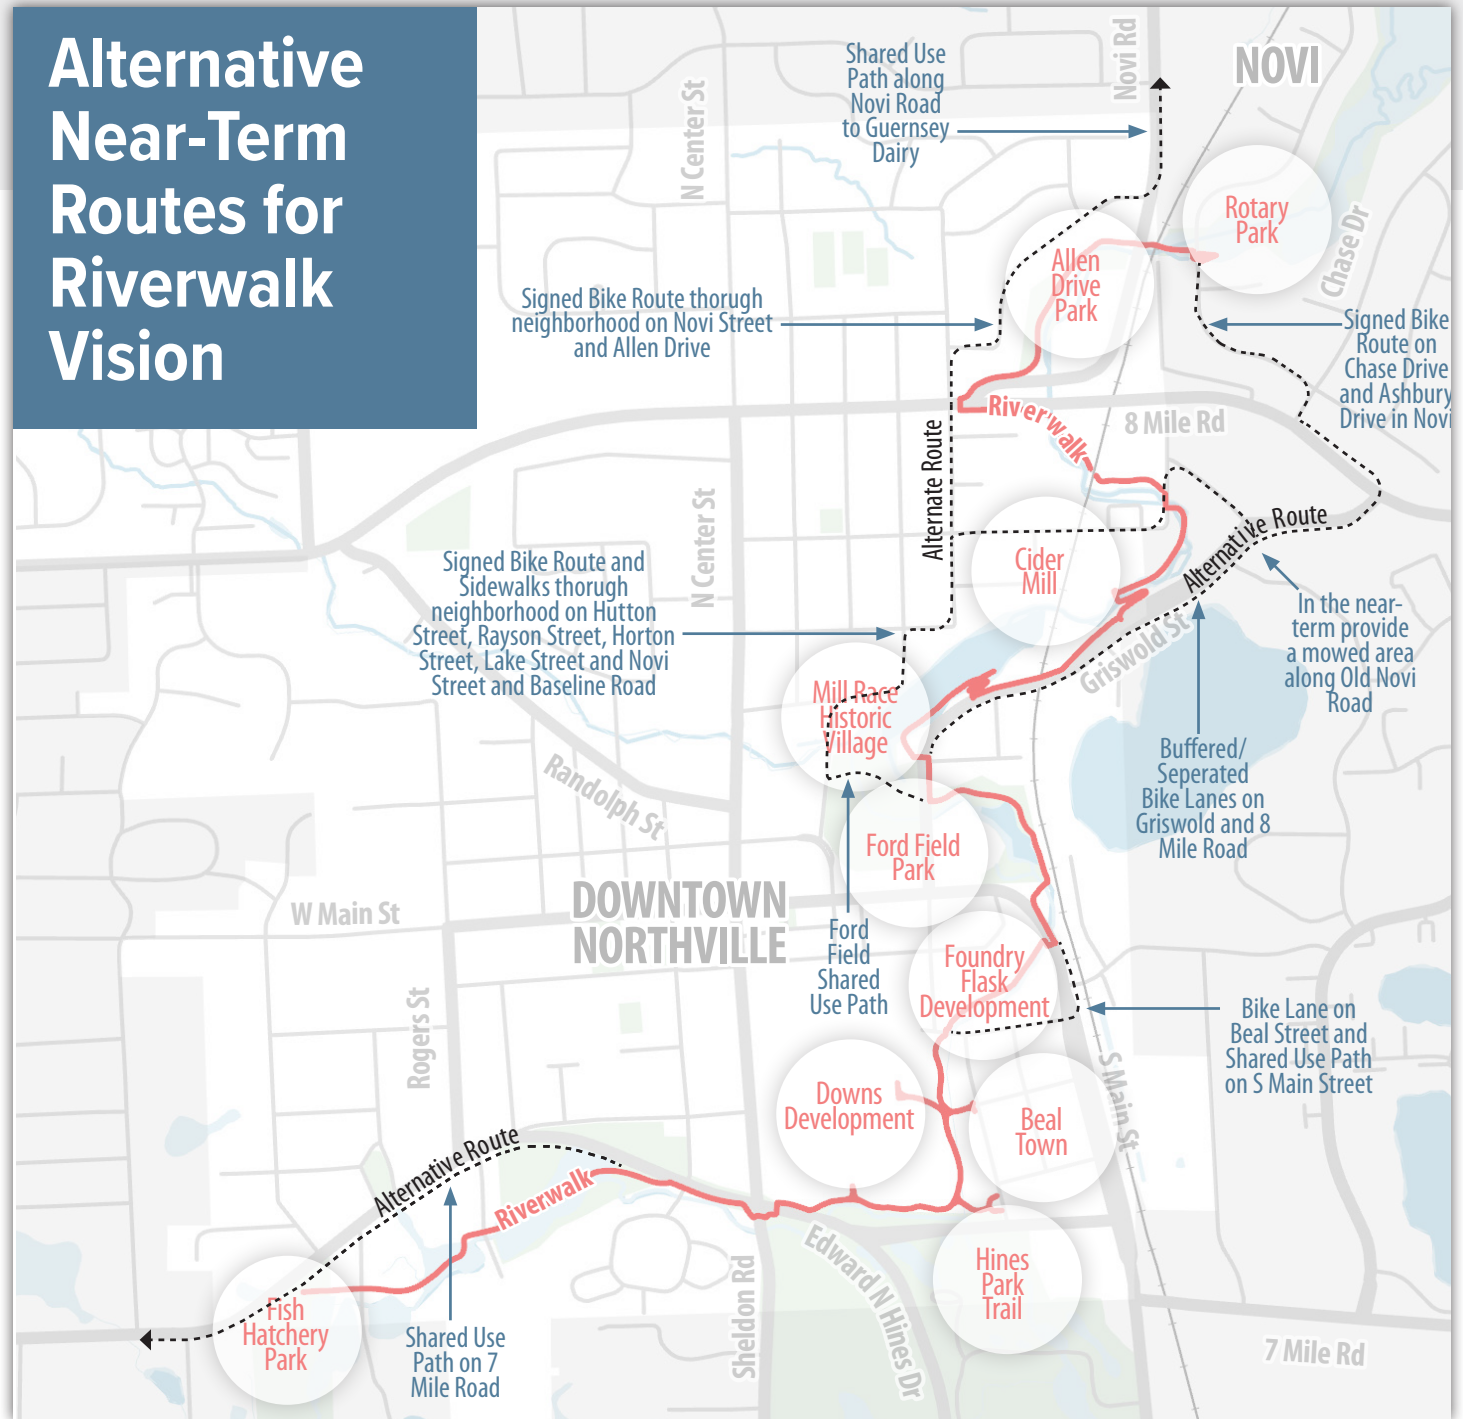 Alternative
Near-Term
Routes for
Riverwalk
Vision
Shared Use
Path along
Novi Road
to Guernsey
Dairy
Novi Rd
NOVI
N Center St
Rotary
Park
Chase Dr
Allen
Drive
Park
Signed Bike Route thorugh
neighborhood on Novi Street
and Allen Drive
Signed Bike
Route on
Chase Drive
and Ashbury
Drive in Novi
Riverwalk
8 Mile Rd
Alternate Route
N Center St
Alternative Route
Cider
Mill
Signed Bike Route and
Sidewalks thorugh
neighborhood on Hutton
Street, Rayson Street, Horton
Street, Lake Street and Novi
Street and Baseline Road
In the near-
term provide
a mowed area
along Old Novi
Road
Griswold St
Mill Race
Historic
Village
Buffered/
Seperated
Bike Lanes on
Griswold and 8
Mile Road
Randolph St
Ford Field
Park
DOWNTOWN
NORTHVILLE
W Main St
Ford
Field
Shared
Use Path
Foundry
Flask
Development
Rogers St
Bike Lane on
Beal Street and
Shared Use Path
on S Main Street
S Main St
Downs
Development
Beal
Town
Alternative Route
Riverwalk
Edward N Hines Dr
Hines
Park
Trail
Sheldon Rd
Fish
Hatchery
Park
Shared Use
Path on 7
Mile Road
7 Mile Rd